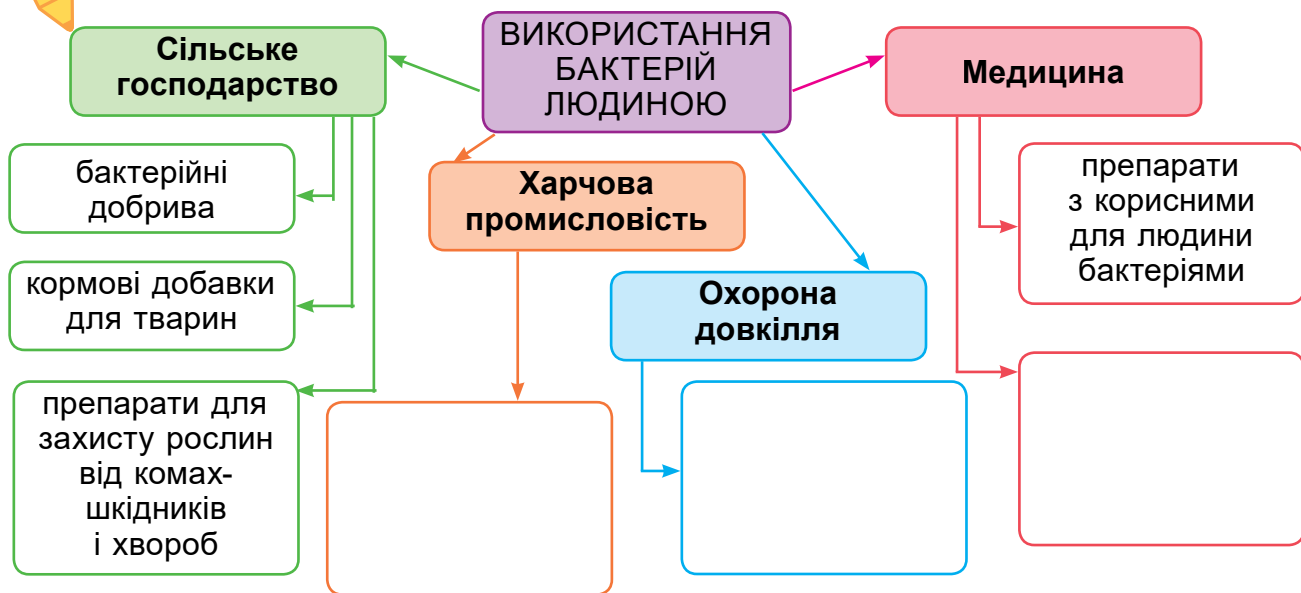 ВИКОРИСТАННЯ
БАКТЕРІЙ
ЛЮДИНОЮ
Сільське
господарство
бактерійні
добрива
кормові добавки
для тварин
препарати для
захисту рослин
від комах-
шкідників
і хвороб
Харчова
промисловість
Охорона
довкілля
Медицина
препарати
з корисними
для людини
бактеріями